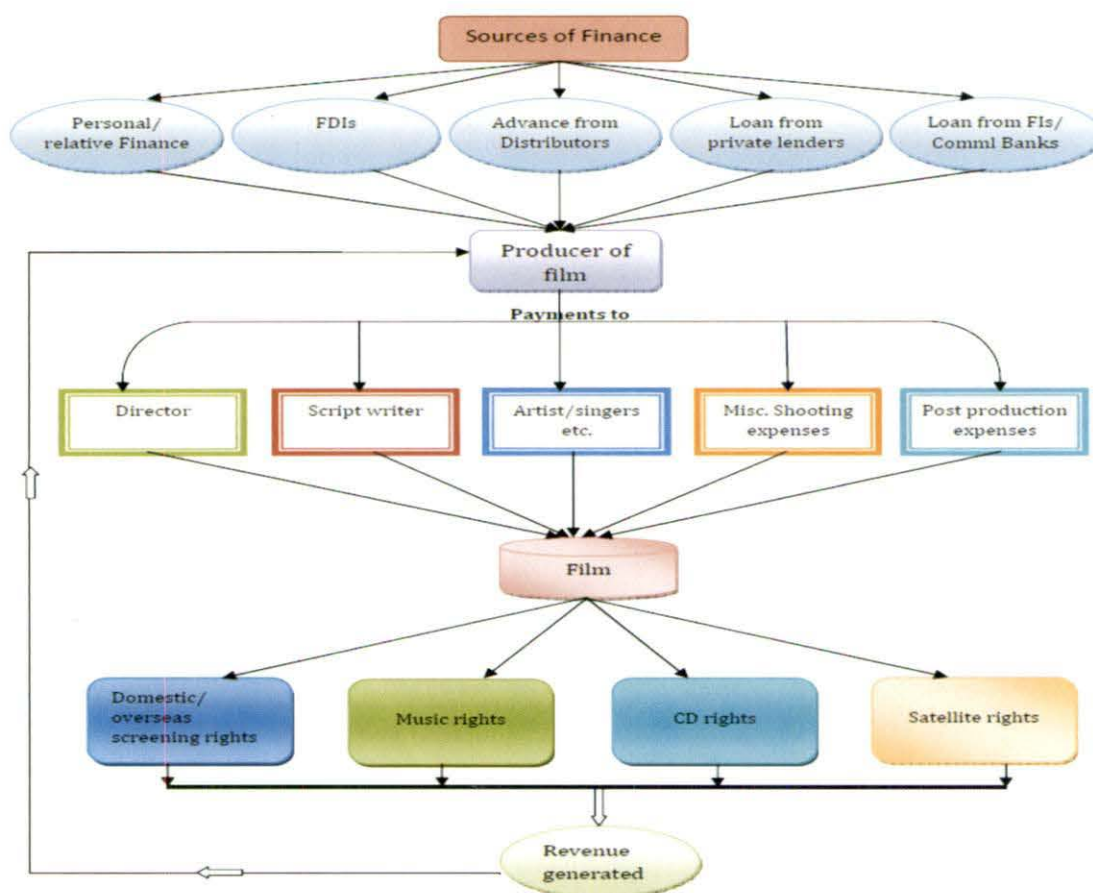 Sources of Finance
Personal/
relative Finance
FDIs
Advance from
Distributors
Loan from
private lenders
Loan from FIs/
Comml Banks
Producer of
film
Payments to
Director
Script writer
Artist/singers
etc.
Misc. Shooting
expenses
Post production
expenses
Film
Domestic/
overseas
screening rights
Music rights
CD rights
Satellite rights
Revenue
generated